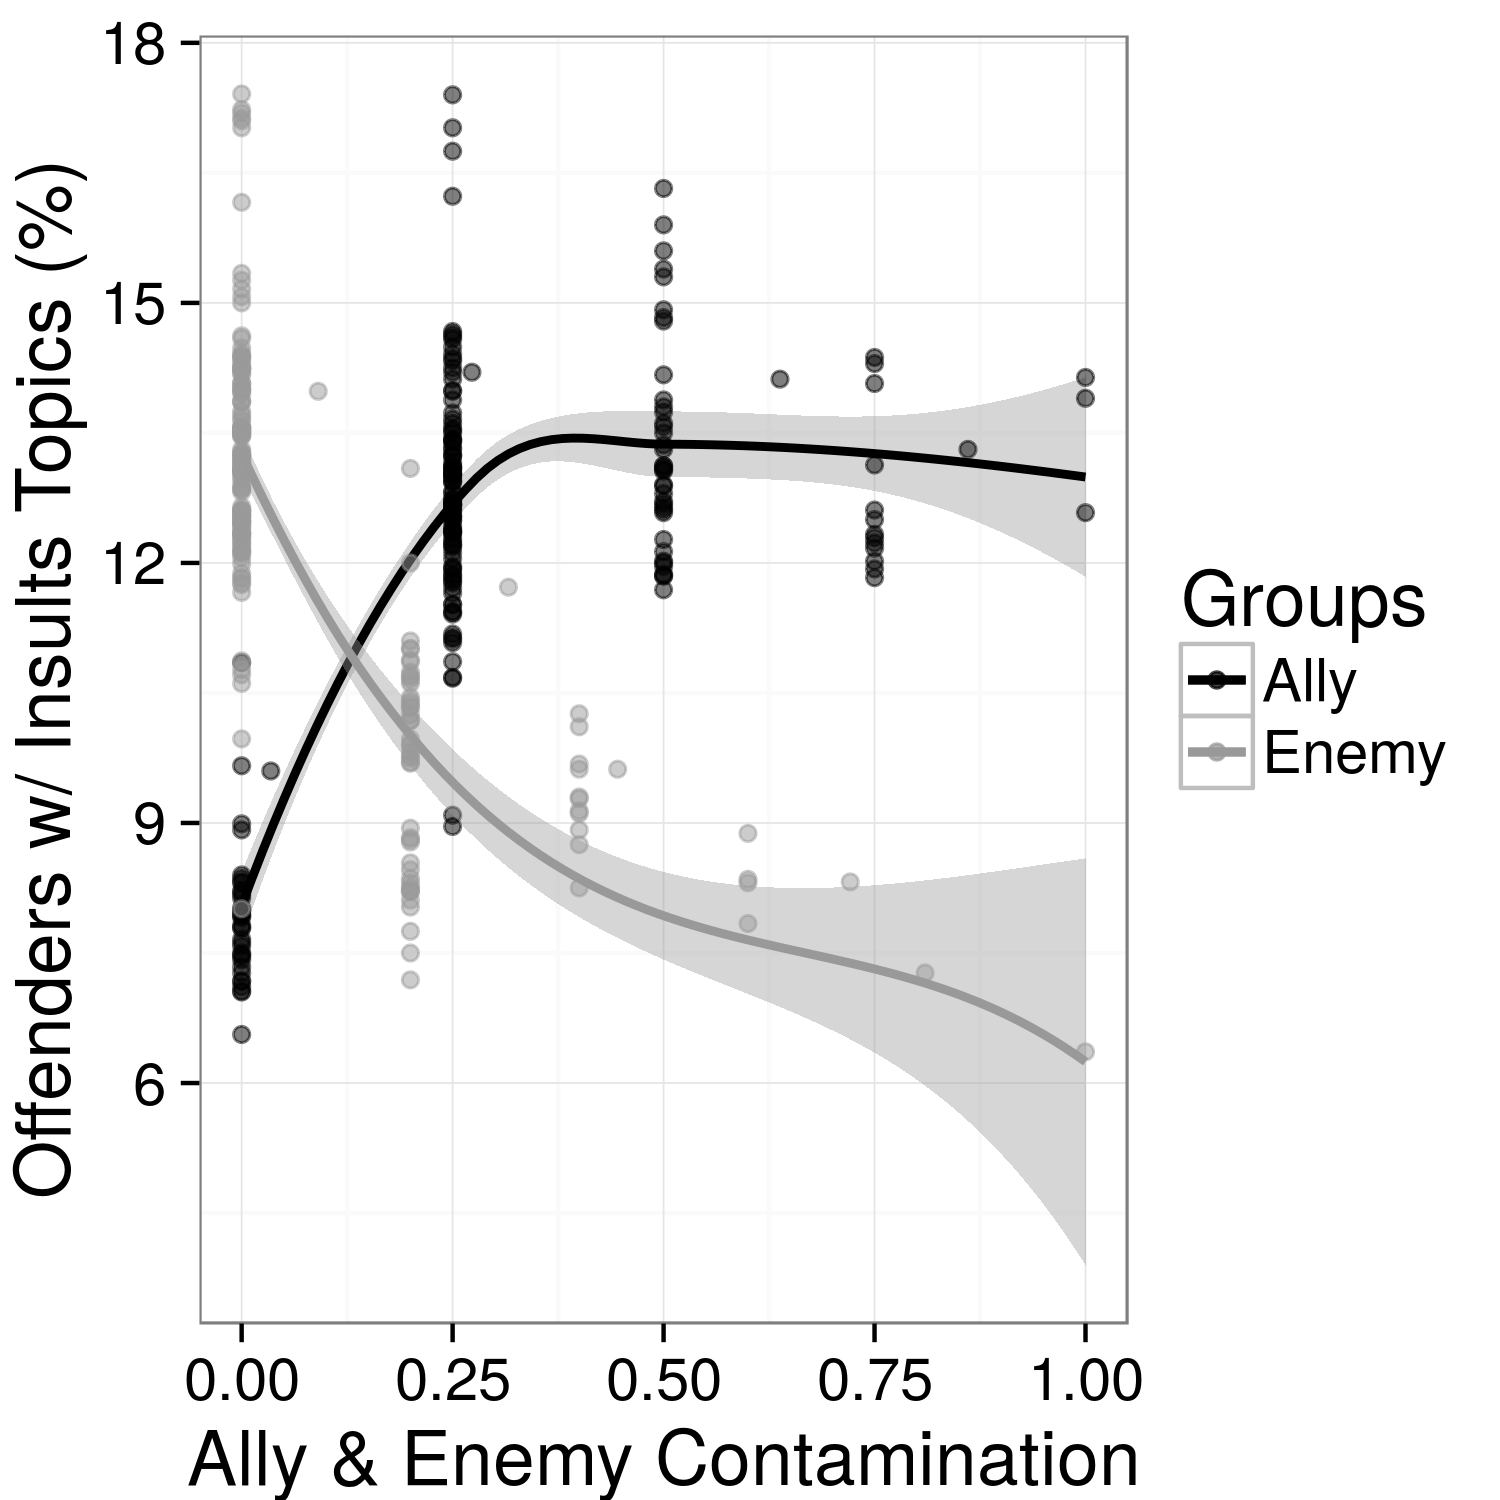 Offenders w/ Insults Topics (%)
18
15
12
9
6
0.00 0.25 0.50 0.75 1.00
Ally & Enemy Contamination
Groups
Ally
Enemy